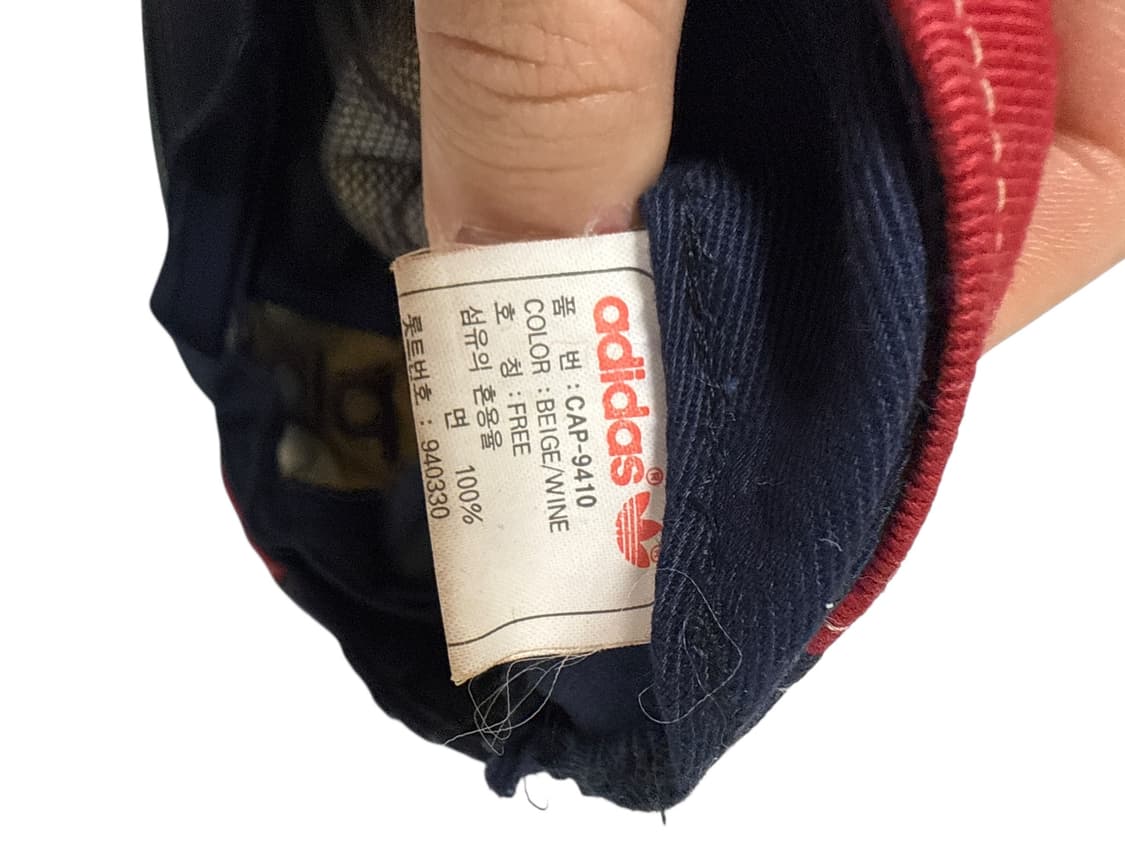 adidas®
®
품 번 : CAP-9410
COLOR : BEIGE/WINE
호 칭 : FREE
섬유의 혼용율
면 100%
롯트번호 : 940330